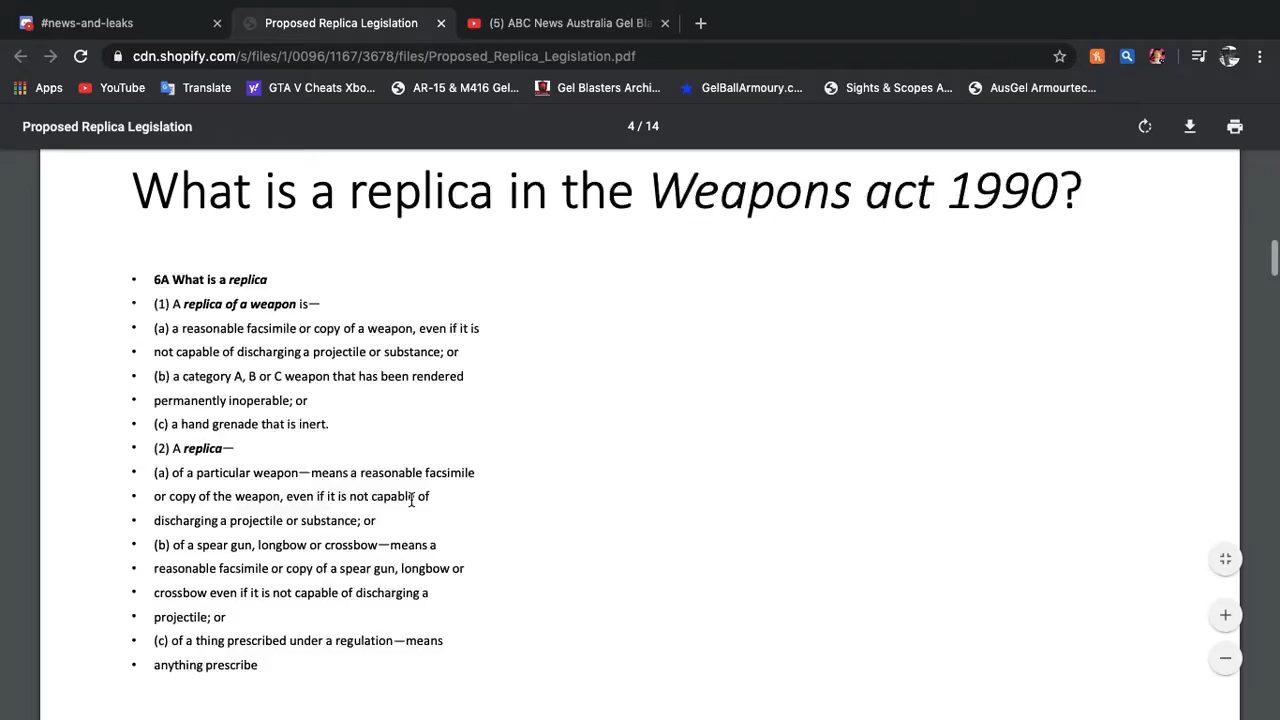 #news-and-leaks
Proposed Replica Legislation
(5) ABC News Australia Gel Bla
cdn.shopify.com/s/files/1/0096/1167/3678/files/Proposed_Replica_Legislation.pdf
Apps
YouTube
Translate
GTA V Cheats Xbo...
AR-15 & M416 Gel...
Gel Blasters Archi...
GelBallArmoury.c...
Sights & Scopes A...
AusGel Armourtec...
Proposed Replica Legislation
4 / 14
What is a replica in the Weapons act 1990?
• 6A What is a replica
• (1) A replica of a weapon is—
• (a) a reasonable facsimile or copy of a weapon, even if it is
• not capable of discharging a projectile or substance; or
• (b) a category A, B or C weapon that has been rendered
• permanently inoperable; or
• (c) a hand grenade that is inert.
• (2) A replica—
• (a) of a particular weapon—means a reasonable facsimile
• or copy of the weapon, even if it is not capable of
• discharging a projectile or substance; or
• (b) of a spear gun, longbow or crossbow—means a
• reasonable facsimile or copy of a spear gun, longbow or
• crossbow even if it is not capable of discharging a
• projectile; or
• (c) of a thing prescribed under a regulation—means
• anything prescribe